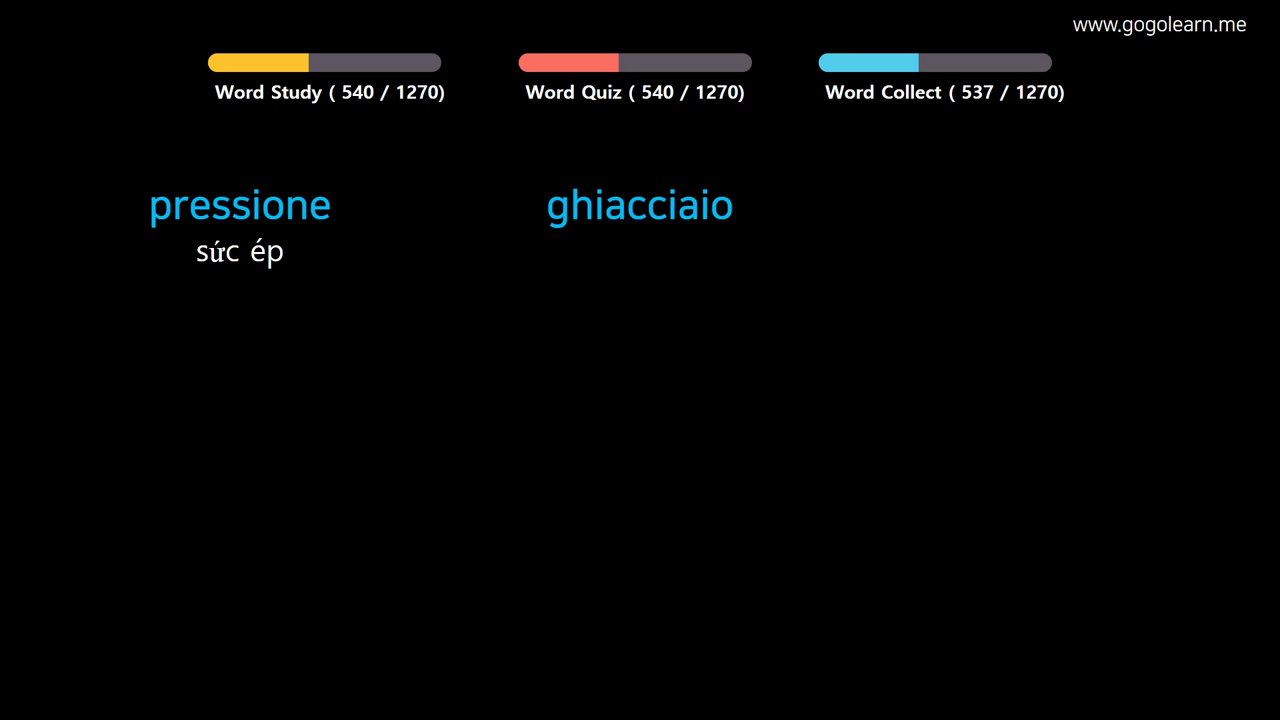 www.gogolearn.me
Word Study ( 540 / 1270)
Word Quiz ( 540 / 1270)
Word Collect ( 537 / 1270)
pressione
sức ép
ghiacciaio